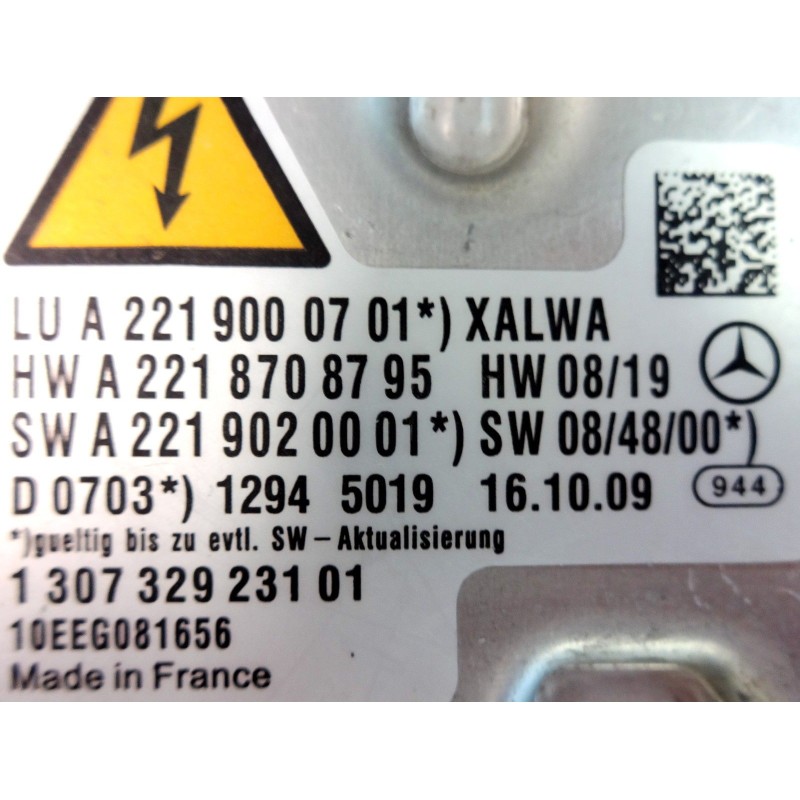 LU A 221 900 07 01*) XALWA
HW A 221 870 87 95 HW 08/19
SW A 221 902 00 01*) SW 08/48/00*)
D 0703*) 1294 5019 16.10.09 944
*)gueltig bis zu evtl. SW-Aktualisierung
1 307 329 231 01
10EEG081656
Made in France